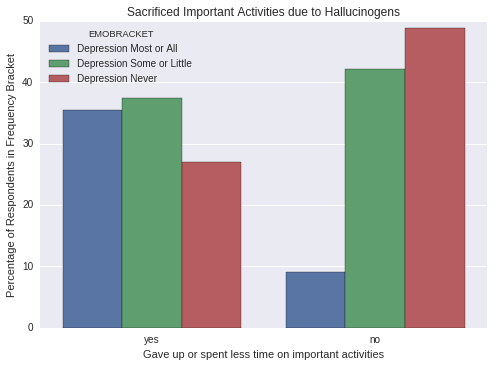 Sacrificed Important Activities due to Hallucinogens
EMOBRACKET
Depression Most or All
Depression Some or Little
Depression Never
Percentage of Respondents in Frequency Bracket
50
40
30
20
10
0
yes
no
Gave up or spent less time on important activities